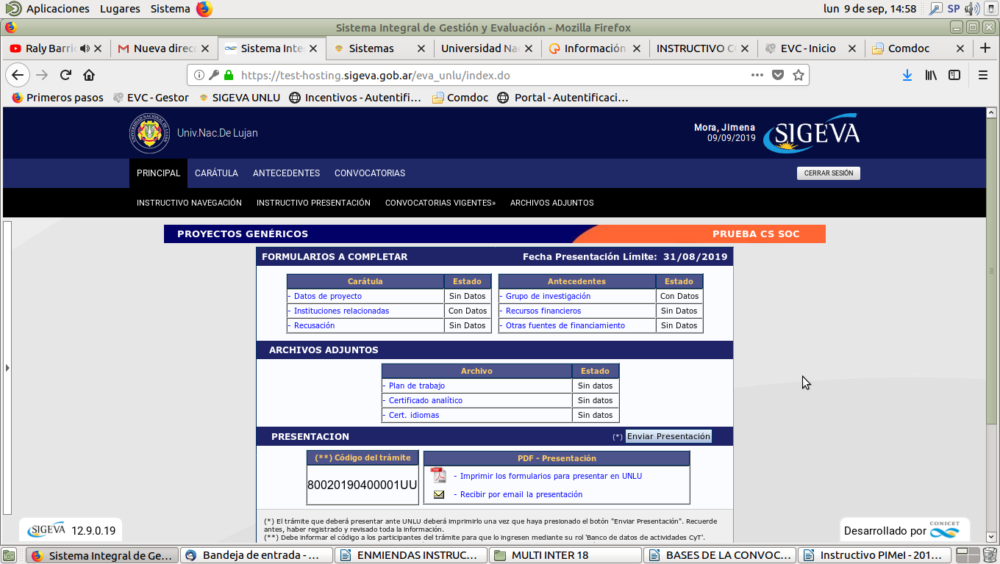 Aplicaciones Lugares Sistema lun 9 de sep, 14:58 SP
Sistema Integral de Gestión y Evaluación - Mozilla Firefox
Raly Barri Nueva direc Sistema Inte Sistemas Universidad Na Información INSTRUCTIVO C EVC - Inicio Comdoc
https://test-hosting.sigeva.gob.ar/eva_unlu/index.do
Primeros pasos EVC - Gestor SIGEVA UNLU Incentivos - Autentifi... Comdoc Portal - Autentificaci...
UNIVERSIDAD NACIONAL DE LUJAN
Univ.Nac.De Lujan
Mora, Jimena
09/09/2019
SIGEVA
PRINCIPAL CARÁTULA ANTECEDENTES CONVOCATORIAS CERRAR SESIÓN
INSTRUCTIVO NAVEGACIÓN INSTRUCTIVO PRESENTACIÓN CONVOCATORIAS VIGENTES» ARCHIVOS ADJUNTOS
PROYECTOS GENÉRICOS PRUEBA CS SOC
FORMULARIOS A COMPLETAR Fecha Presentación Límite: 31/08/2019
Carátula Estado Antecedentes Estado
- Datos de proyecto Sin Datos - Grupo de investigación Con Datos
- Instituciones relacionadas Con Datos - Recursos financieros Sin Datos
- Recusación Sin Datos - Otras fuentes de financiamiento Sin Datos
ARCHIVOS ADJUNTOS
Archivo Estado
- Plan de trabajo Sin datos
- Certificado analítico Sin datos
- Cert. idiomas Sin datos
PRESENTACION (*) Enviar Presentación
(**) Código del trámite PDF - Presentación
80020190400001UU
- Imprimir los formularios para presentar en UNLU
- Recibir por email la presentación
(*) El trámite que deberá presentar ante UNLU deberá imprimirlo una vez que haya presionado el botón "Enviar Presentación". Recuerde
antes, haber registrado y revisado toda la información.
(**) Debe informar el código a los participantes del trámite para que lo ingresen mediante su rol 'Banco de datos de actividades CyT'.
SIGEVA 12.9.0.19
Desarrollado por CONICET
Sistema Integral de Ge... Bandeja de entrada - ... ENMIENDAS INSTRUC... MULTI INTER 18 BASES DE LA CONVOC... Instructivo PIMeI - 201...